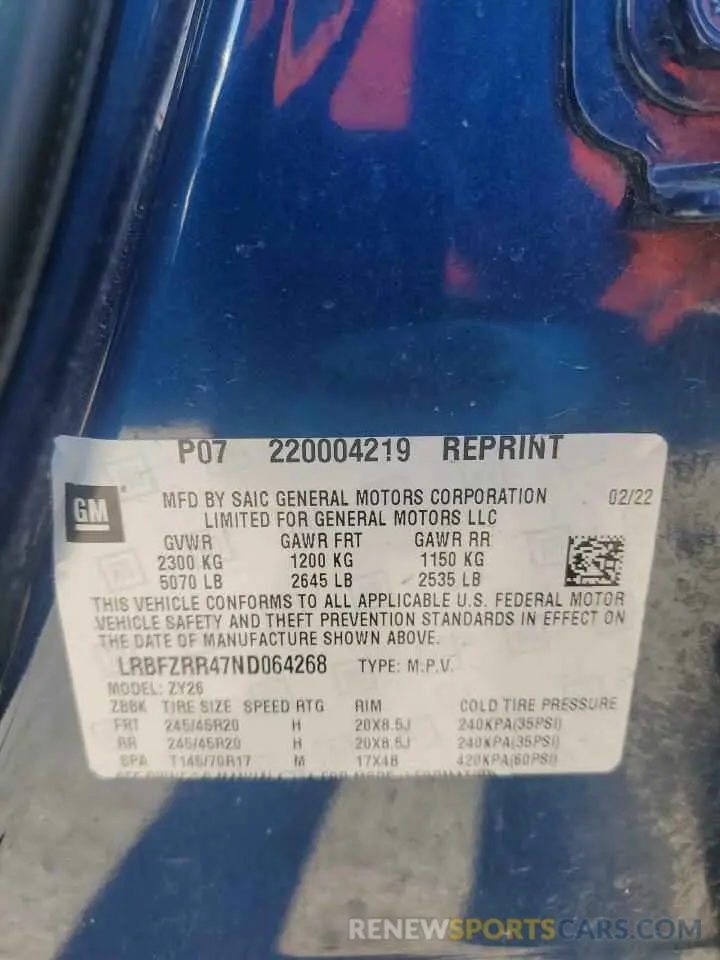 P07 220004219 REPRINT
GM
MFD BY SAIC GENERAL MOTORS CORPORATION 02/22
LIMITED FOR GENERAL MOTORS LLC
GVWR GAWR FRT GAWR RR
2300 KG 1200 KG 1150 KG
5070 LB 2645 LB 2535 LB
THIS VEHICLE CONFORMS TO ALL APPLICABLE U.S. FEDERAL MOTOR
VEHICLE SAFETY AND THEFT PREVENTION STANDARDS IN EFFECT ON
THE DATE OF MANUFACTURE SHOWN ABOVE.
LRBFZRR47ND064268 TYPE: M.P.V.
MODEL: ZY26
ZBBK TIRE SIZE SPEED RTG RIM COLD TIRE PRESSURE
FRT 245/45R20 H 20X8.5J 240KPA(35PSI)
RR 245/45R20 H 20X8.5J 240KPA(35PSI)
SPA T145/70R17 M 17X4B 420KPA(60PSI)
RENEWSPORTSCARS.COM